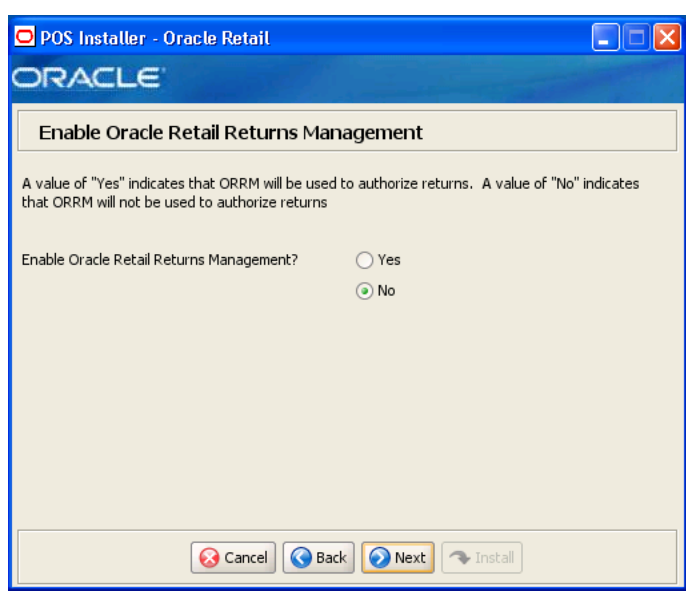 POS Installer - Oracle Retail
ORACLE
Enable Oracle Retail Returns Management
A value of "Yes" indicates that ORRM will be used to authorize returns. A value of "No" indicates
that ORRM will not be used to authorize returns
Enable Oracle Retail Returns Management?
Yes
No
Cancel
Back
Next
Install